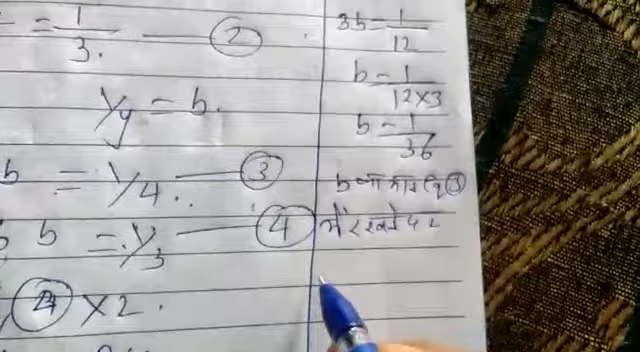 = 1/3. — ②
1/y = b.
b = 1/4.. — ③
b = 1/3 — ④
④ × 2.
3b = 1/12
b = 1/12×3
b = 1/36
b का मान ③
में रखने पर